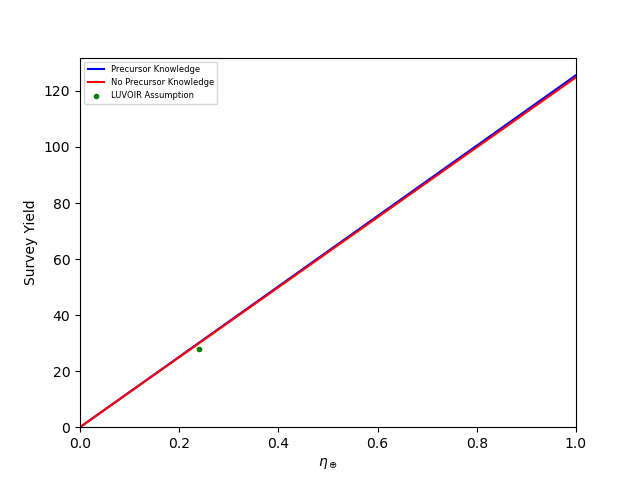 Precursor Knowledge
No Precursor Knowledge
LUVOIR Assumption
120
100
80
60
40
20
0
Survey Yield
0.0 0.2 0.4 0.6 0.8 1.0
η⊕